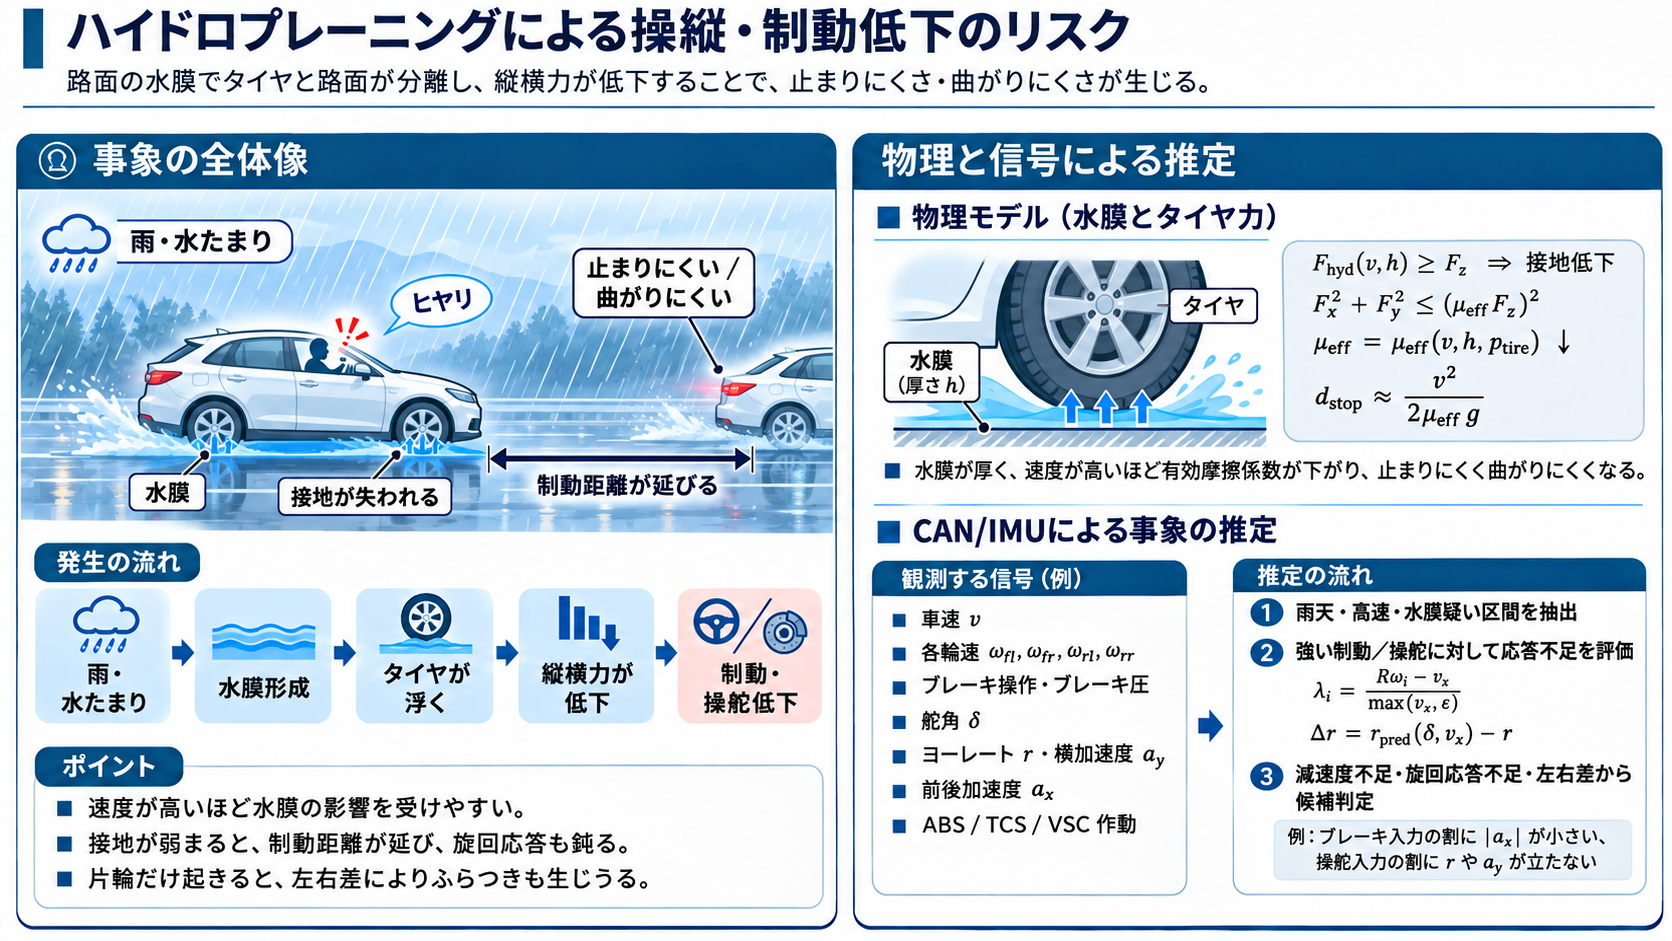 ハイドロプレーニングによる操縦・制動低下のリスク
路面の水膜でタイヤと路面が分離し、縦横力が低下することで、止まりにくさ・曲がりにくさが生じる。
事象の全体像
雨・水たまり
ヒヤリ
止まりにくい /
曲がりにくい
水膜
接地が失われる
制動距離が延びる
発生の流れ
雨・
水たまり
水膜形成
タイヤが
浮く
縦横力が
低下
制動・
操舵低下
ポイント
■ 速度が高いほど水膜の影響を受けやすい。
■ 接地が弱まると、制動距離が延び、旋回応答も鈍る。
■ 片輪だけ起きると、左右差によりふらつきも生じうる。
物理と信号による推定
■ 物理モデル（水膜とタイヤ力）
タイヤ
水膜
（厚さ h）
F_hyd(v, h) ≥ F_z ⇒ 接地低下
F_x^2 + F_y^2 ≤ (μ_eff F_z)^2
μ_eff = μ_eff(v, h, p_tire) ↓
d_stop ≈ v^2 / (2μ_eff g)
■ 水膜が厚く、速度が高いほど有効摩擦係数が下がり、止まりにくく曲がりにくくなる。
■ CAN/IMUによる事象の推定
観測する信号（例）
■ 車速 v
■ 各輪速 ω_fl, ω_fr, ω_rl, ω_rr
■ ブレーキ操作・ブレーキ圧
■ 舵角 δ
■ ヨーレート r・横加速度 a_y
■ 前後加速度 a_x
■ ABS / TCS / VSC 作動
推定の流れ
1 雨天・高速・水膜疑い区間を抽出
2 強い制動／操舵に対して応答不足を評価
λ_i = (Rω_i − v_x) / max(v_x, ε)
Δr = r_pred(δ, v_x) − r
3 減速度不足・旋回応答不足・左右差から
候補判定
例：ブレーキ入力の割に |a_x| が小さい、
操舵入力の割に r や a_y が立たない